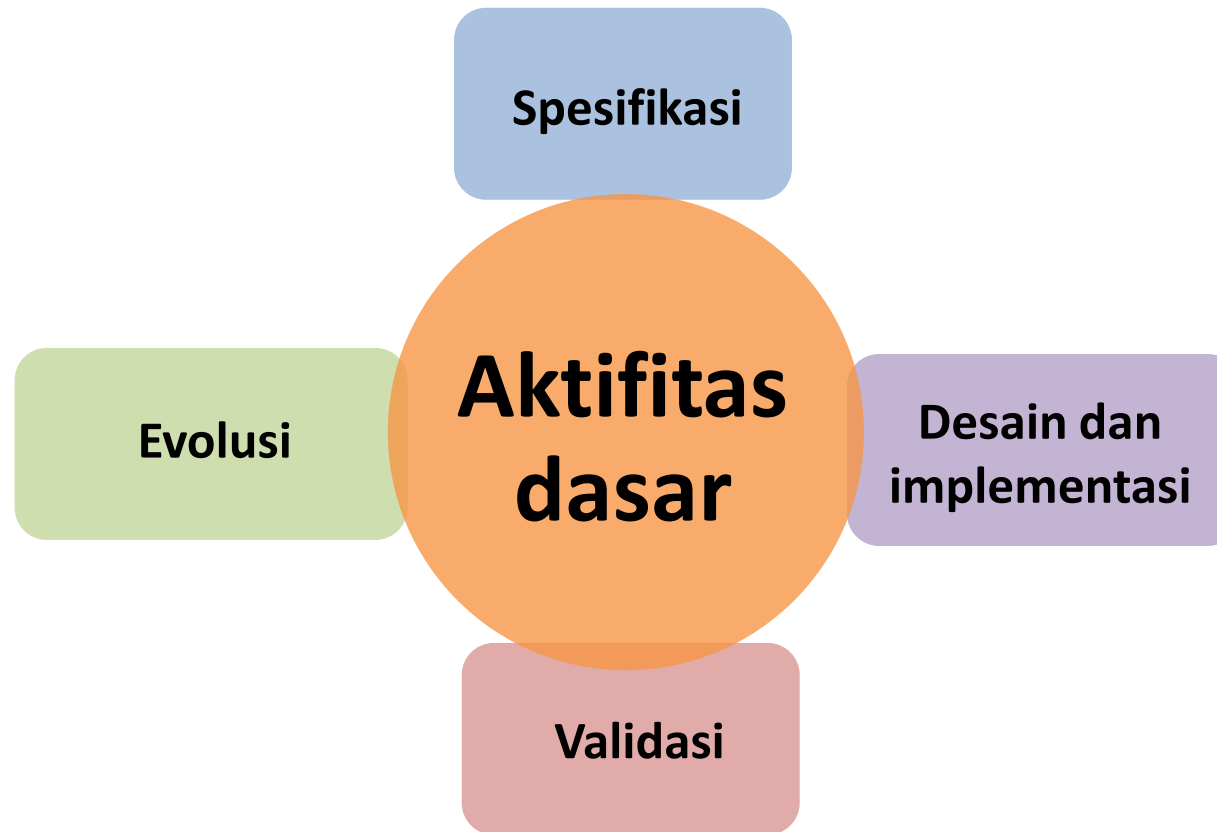 Spesifikasi
Aktifitas
dasar
Evolusi
Desain dan
implementasi
Validasi